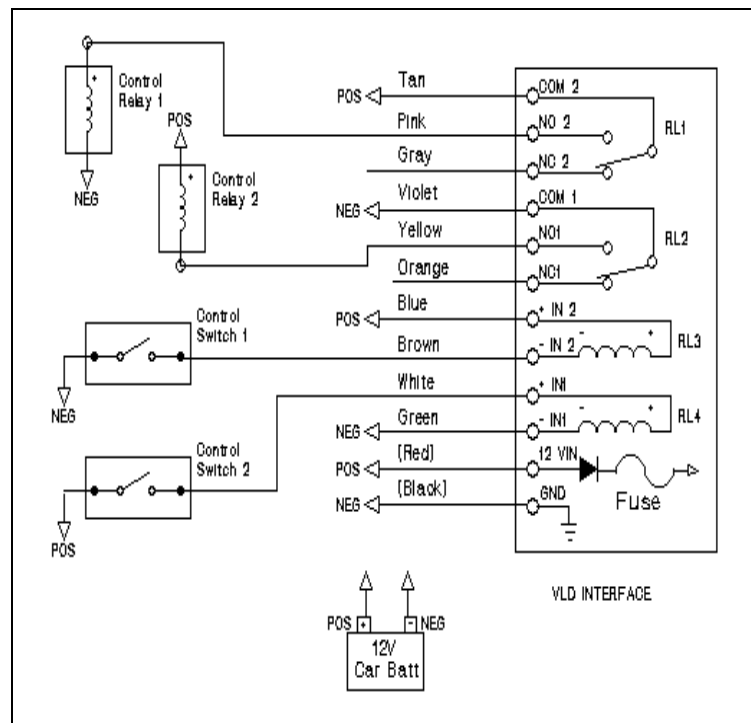 Control
Relay 1
NEG
POS
Control
Relay 2
Control
Switch 1
NEG
Control
Switch 2
POS
POS Tan COM 2
Pink NO 2
RL1
Gray NC 2
NEG Violet COM 1
Yellow NO1
RL2
Orange NC1
POS Blue + IN 2
- +
RL3
Brown - IN 2
White + IN1
- +
RL4
NEG Green - IN1
POS (Red) 12 VIN
Fuse
NEG (Black) GND
VLD INTERFACE
POS + - NEG
12V
Car Batt